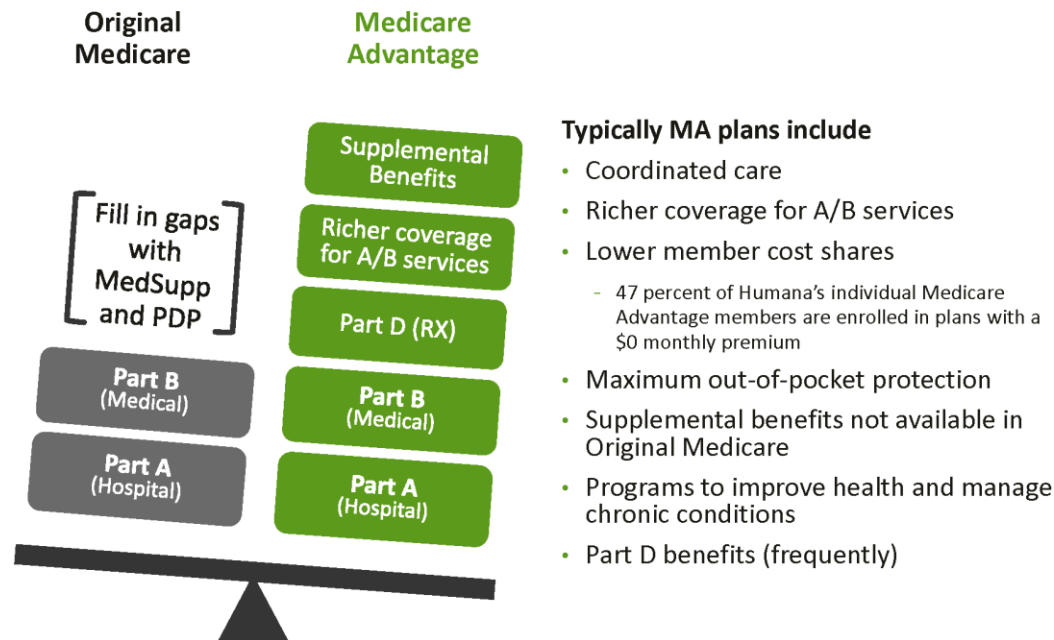 Original
Medicare
Medicare
Advantage
Fill in gaps
with
MedSupp
and PDP
Part B
(Medical)
Part A
(Hospital)
Supplemental
Benefits
Richer coverage
for A/B services
Part D (RX)
Part B
(Medical)
Part A
(Hospital)
Typically MA plans include
• Coordinated care
• Richer coverage for A/B services
• Lower member cost shares
- 47 percent of Humana’s individual Medicare
Advantage members are enrolled in plans with a
$0 monthly premium
• Maximum out-of-pocket protection
• Supplemental benefits not available in
Original Medicare
• Programs to improve health and manage
chronic conditions
• Part D benefits (frequently)